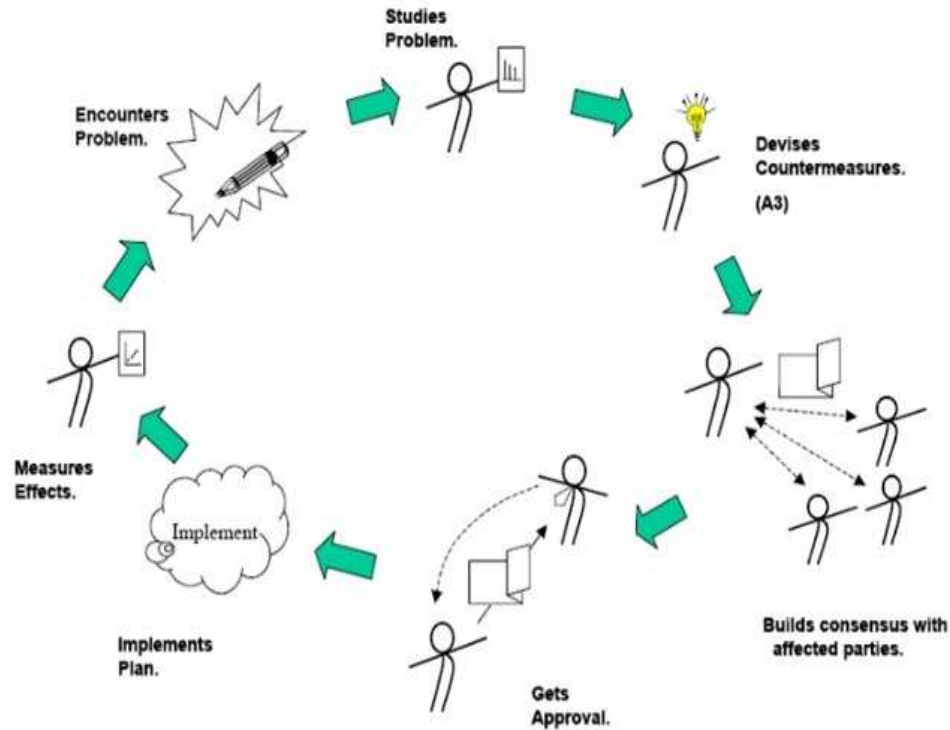 Studies
Problem.
Encounters
Problem.
Devises
Countermeasures.
(A3)
Builds consensus with
affected parties.
Gets
Approval.
Implement
Implements
Plan.
Measures
Effects.